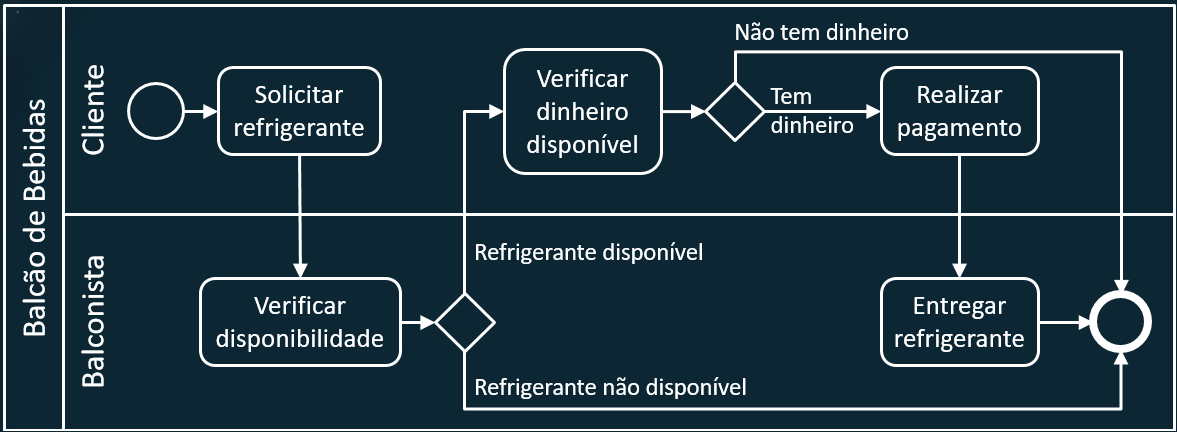 Balcão de Bebidas
Cliente
Solicitar
refrigerante
Verificar
dinheiro
disponível
Não tem dinheiro
Tem
dinheiro
Realizar
pagamento
Balconista
Verificar
disponibilidade
Refrigerante disponível
Refrigerante não disponível
Entregar
refrigerante